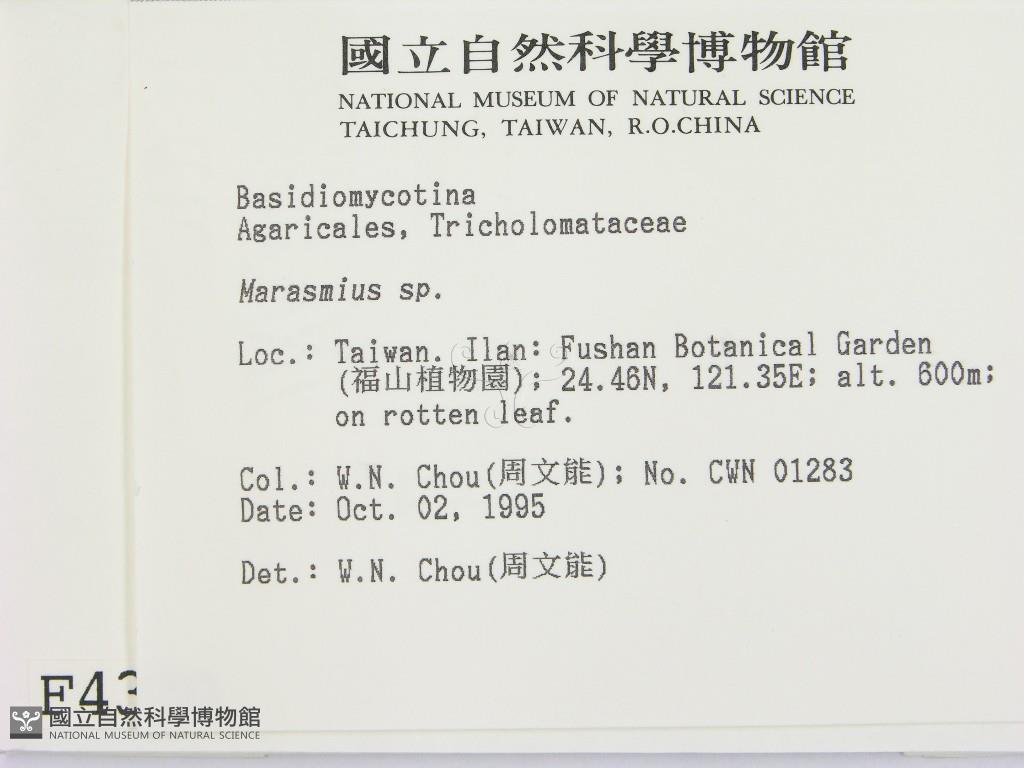 國立自然科學博物館
NATIONAL MUSEUM OF NATURAL SCIENCE
TAICHUNG, TAIWAN, R.O.CHINA
Basidiomycotina
Agaricales, Tricholomataceae
Marasmius sp.
Loc.: Taiwan. Ilan: Fushan Botanical Garden
(福山植物園); 24.46N, 121.35E; alt. 600m;
on rotten leaf.
Col.: W.N. Chou(周文能); No. CWN 01283
Date: Oct. 02, 1995
Det.: W.N. Chou(周文能)
F43
國立自然科學博物館
NATIONAL MUSEUM OF NATURAL SCIENCE